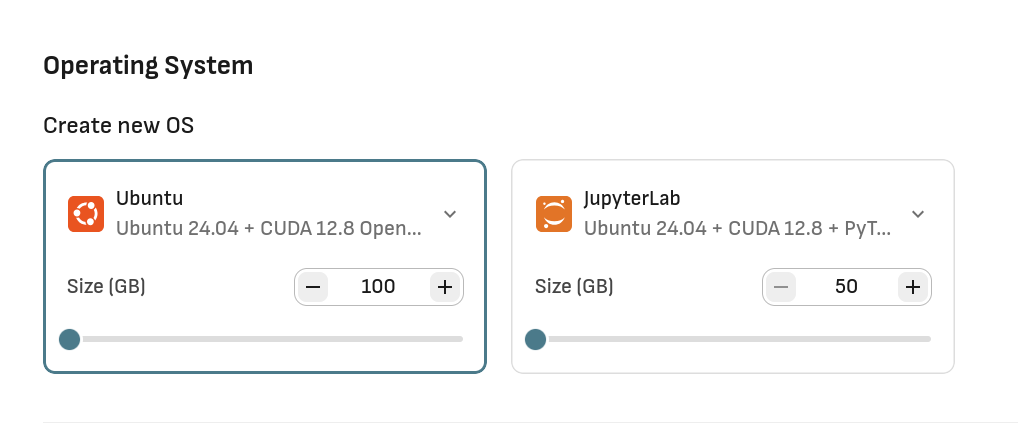 Operating System
Create new OS
Ubuntu
Ubuntu 24.04 + CUDA 12.8 Open...
Size (GB)
100
JupyterLab
Ubuntu 24.04 + CUDA 12.8 + PyT...
Size (GB)
50